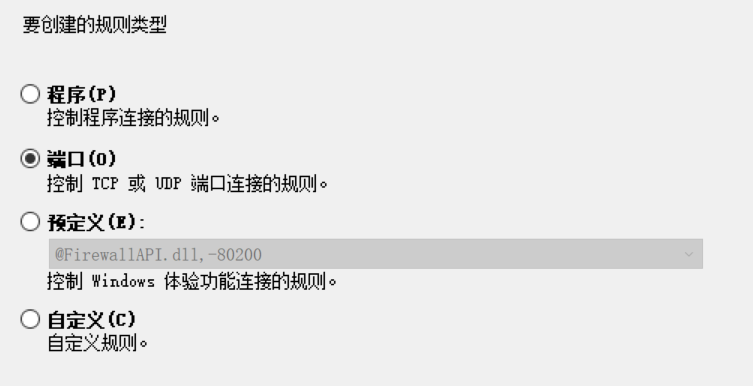 要创建的规则类型
程序(P)
控制程序连接的规则。
端口(O)
控制 TCP 或 UDP 端口连接的规则。
预定义(E):
@FirewallAPI.dll,-80200
控制 Windows 体验功能连接的规则。
自定义(C)
自定义规则。